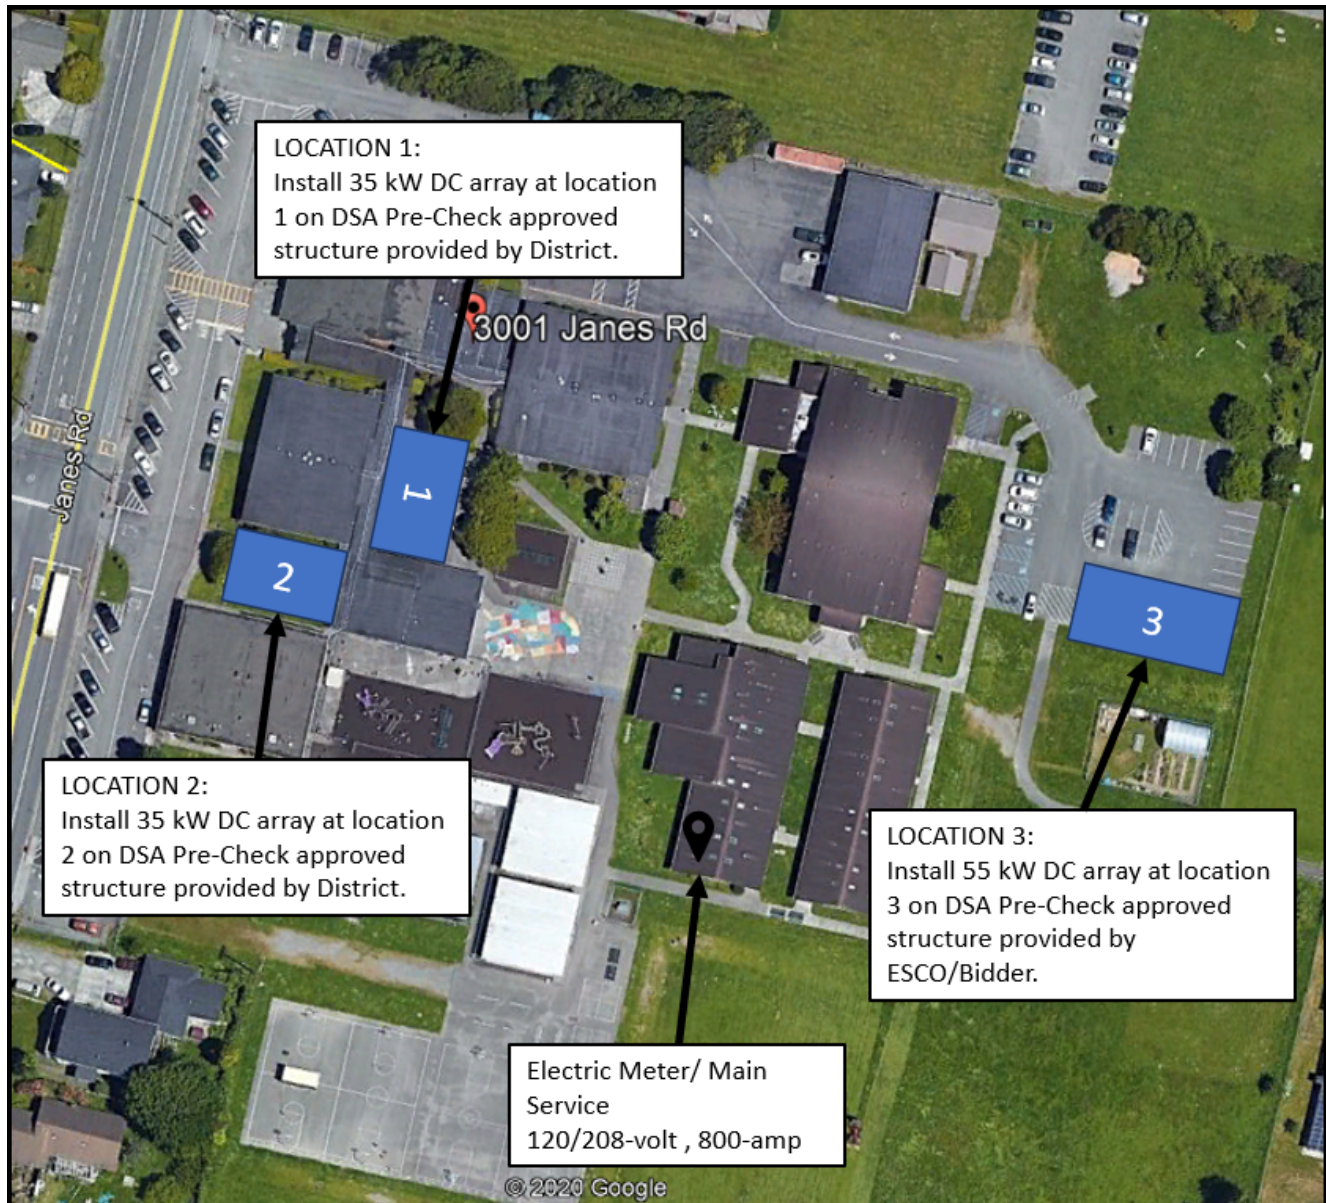 LOCATION 1:
Install 35 kW DC array at location
1 on DSA Pre-Check approved
structure provided by District.
3001 Janes Rd
Janes Rd
1
2
3
LOCATION 2:
Install 35 kW DC array at location
2 on DSA Pre-Check approved
structure provided by District.
LOCATION 3:
Install 55 kW DC array at location
3 on DSA Pre-Check approved
structure provided by
ESCO/Bidder.
Electric Meter/ Main
Service
120/208-volt , 800-amp
© 2020 Google